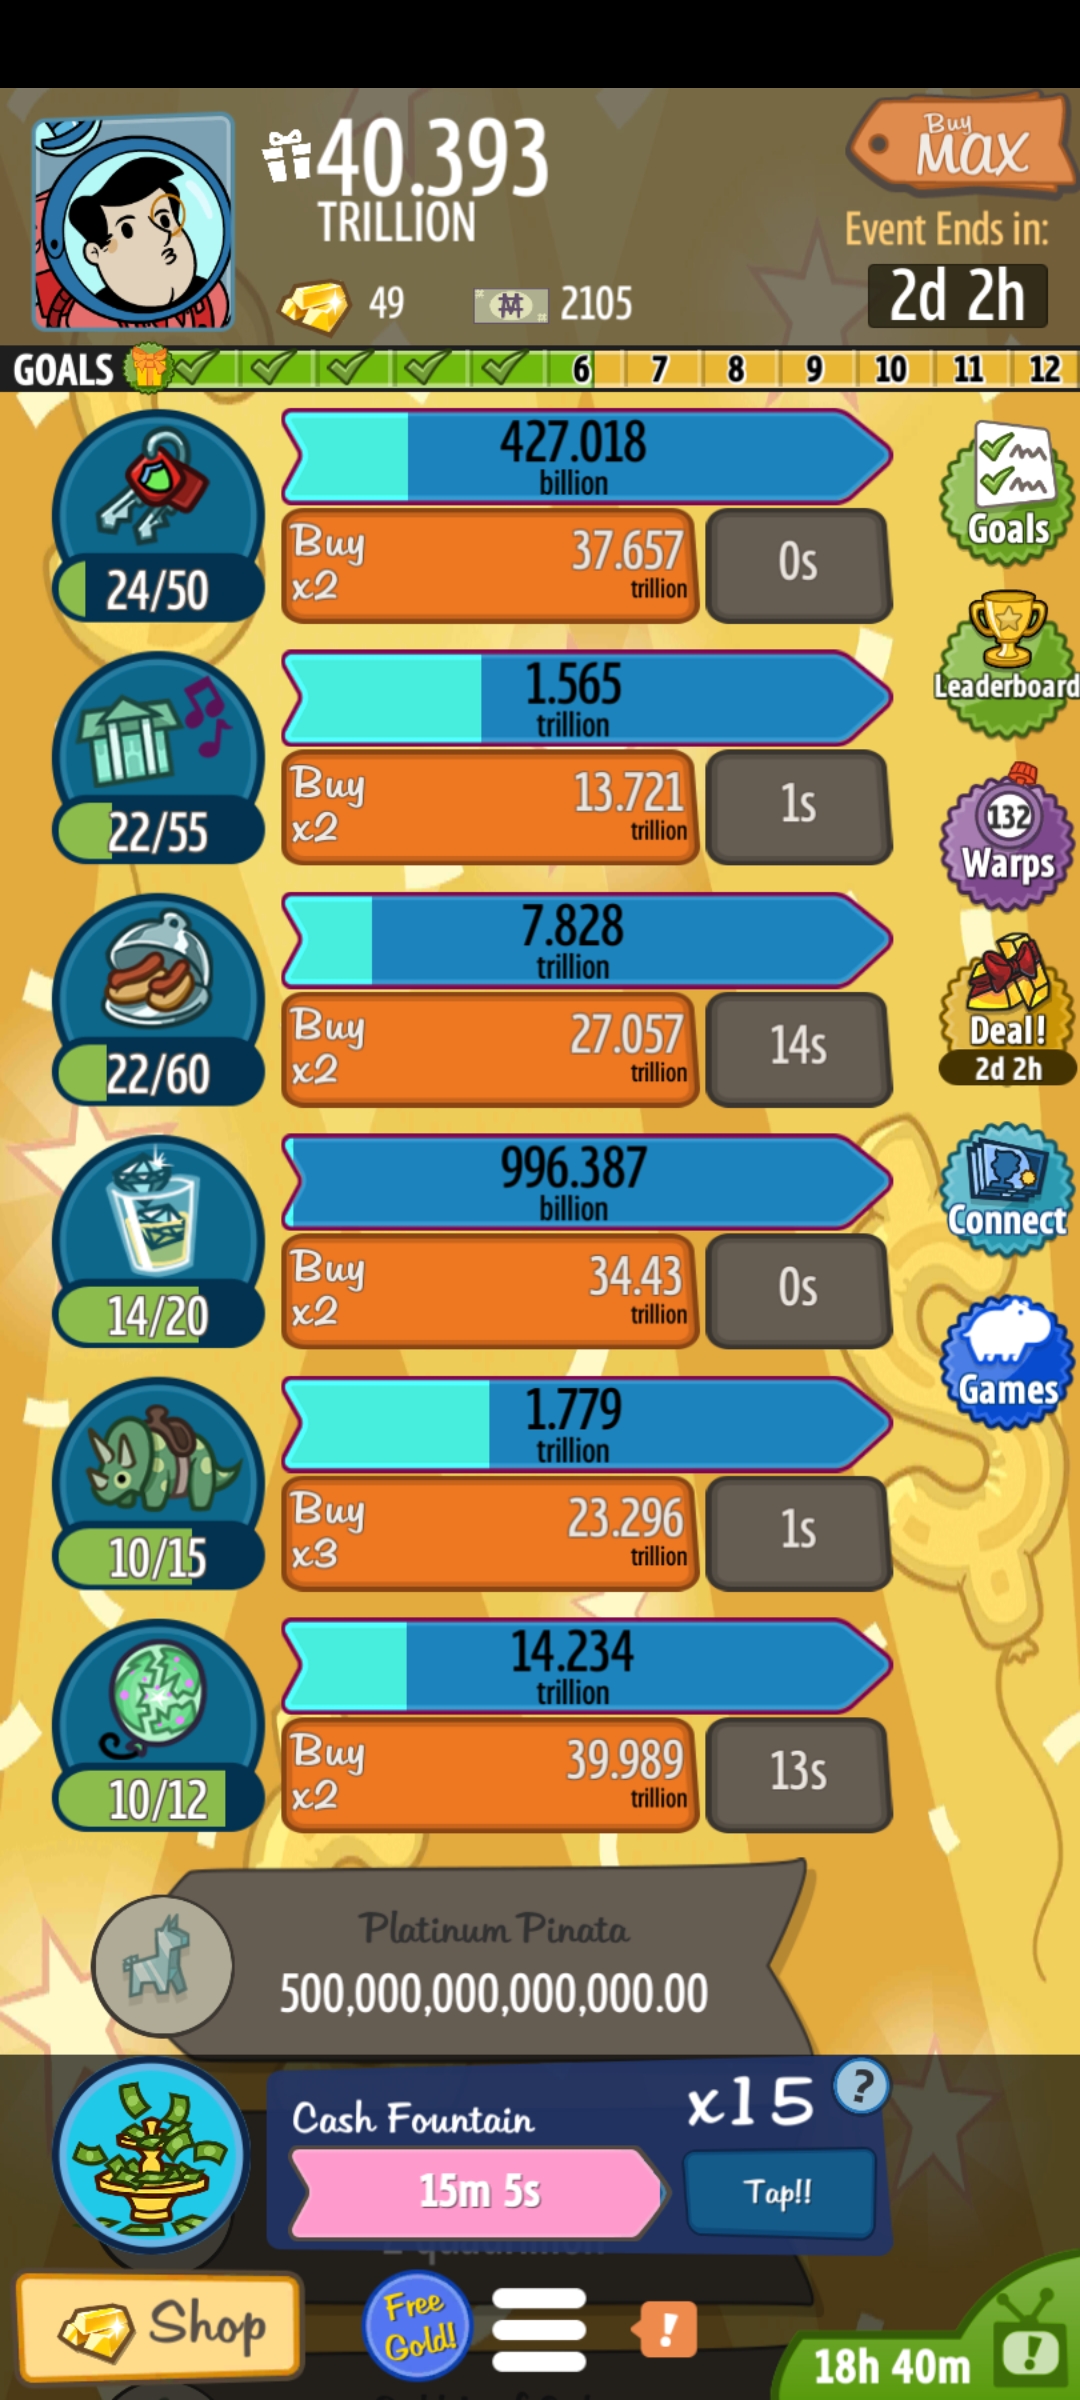 40.393
TRILLION
Buy
MAX
Event Ends in:
2d 2h
49
2105
GOALS
6
7
8
9
10
11
12
427.018
billion
24/50
Buy
x2
37.657
trillion
0s
Goals
1.565
trillion
22/55
Buy
x2
13.721
trillion
1s
Leaderboard
132
Warps
7.828
trillion
22/60
Buy
x2
27.057
trillion
14s
Deal!
2d 2h
996.387
billion
14/20
Buy
x2
34.43
trillion
0s
Connect
1.779
trillion
10/15
Buy
x3
23.296
trillion
1s
Games
14.234
trillion
10/12
Buy
x2
39.989
trillion
13s
Platinum Pinata
500,000,000,000,000.00
Cash Fountain
x15
?
15m 5s
Tap!!
Shop
Free
Gold!
!
18h 40m
!